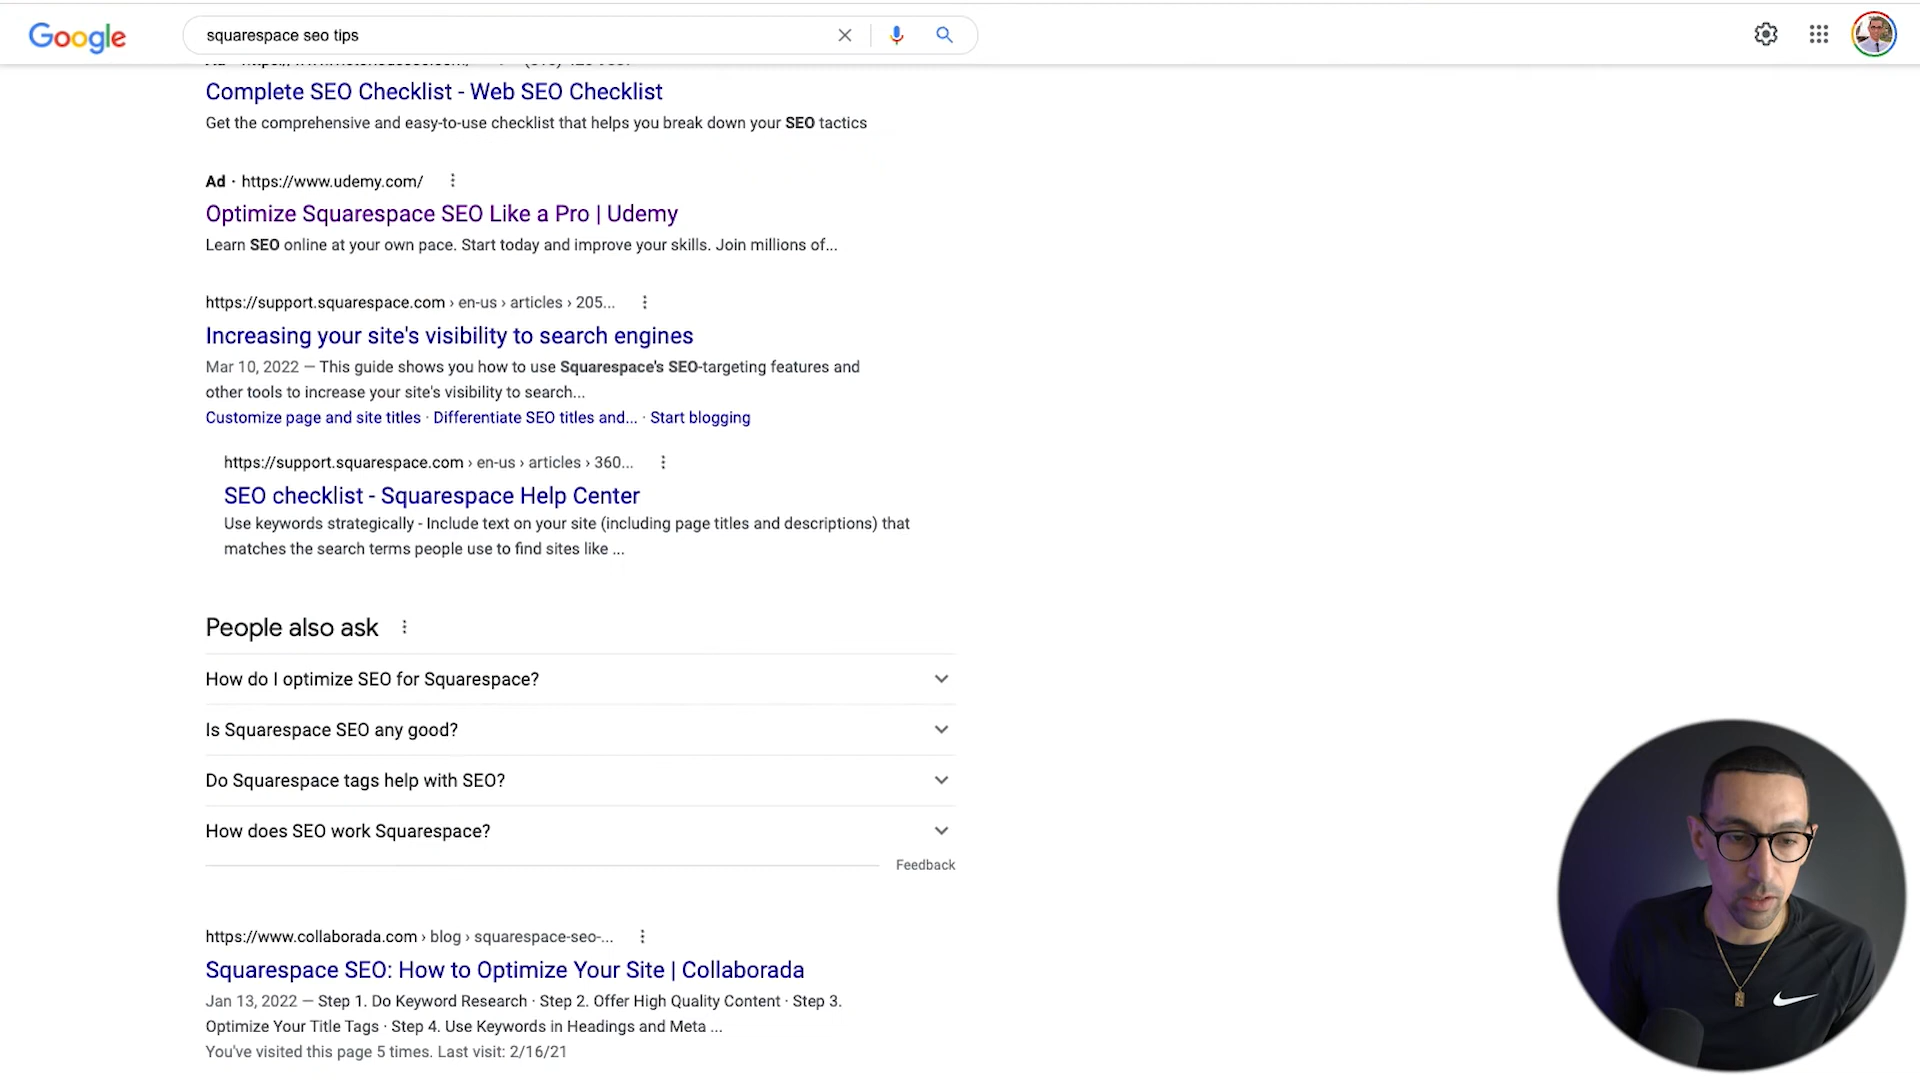 Google
squarespace seo tips
Complete SEO Checklist - Web SEO Checklist
Get the comprehensive and easy-to-use checklist that helps you break down your SEO tactics
Ad · https://www.udemy.com/
Optimize Squarespace SEO Like a Pro | Udemy
Learn SEO online at your own pace. Start today and improve your skills. Join millions of...
https://support.squarespace.com › en-us › articles › 205...
Increasing your site's visibility to search engines
Mar 10, 2022 — This guide shows you how to use Squarespace's SEO-targeting features and
other tools to increase your site's visibility to search...
Customize page and site titles · Differentiate SEO titles and... · Start blogging
https://support.squarespace.com › en-us › articles › 360...
SEO checklist - Squarespace Help Center
Use keywords strategically - Include text on your site (including page titles and descriptions) that
matches the search terms people use to find sites like ...
People also ask
How do I optimize SEO for Squarespace?
Is Squarespace SEO any good?
Do Squarespace tags help with SEO?
How does SEO work Squarespace?
Feedback
https://www.collaborada.com › blog › squarespace-seo-...
Squarespace SEO: How to Optimize Your Site | Collaborada
Jan 13, 2022 — Step 1. Do Keyword Research · Step 2. Offer High Quality Content · Step 3.
Optimize Your Title Tags · Step 4. Use Keywords in Headings and Meta ...
You've visited this page 5 times. Last visit: 2/16/21